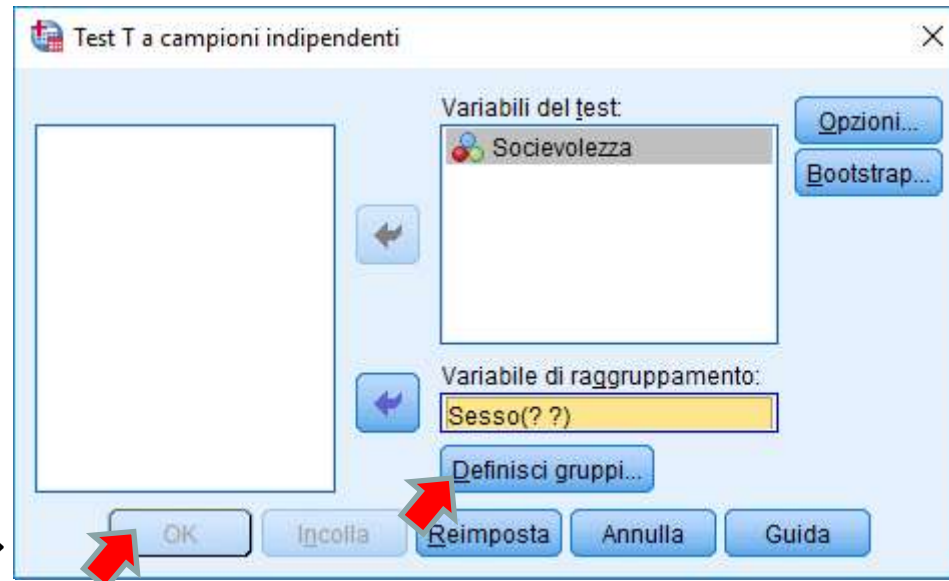 Test T a campioni indipendenti
Variabili del test:
Socievolezza
Opzioni...
Bootstrap...
Variabile di raggruppamento:
Sesso(? ?)
Definisci gruppi...
OK
Incolla
Reimposta
Annulla
Guida